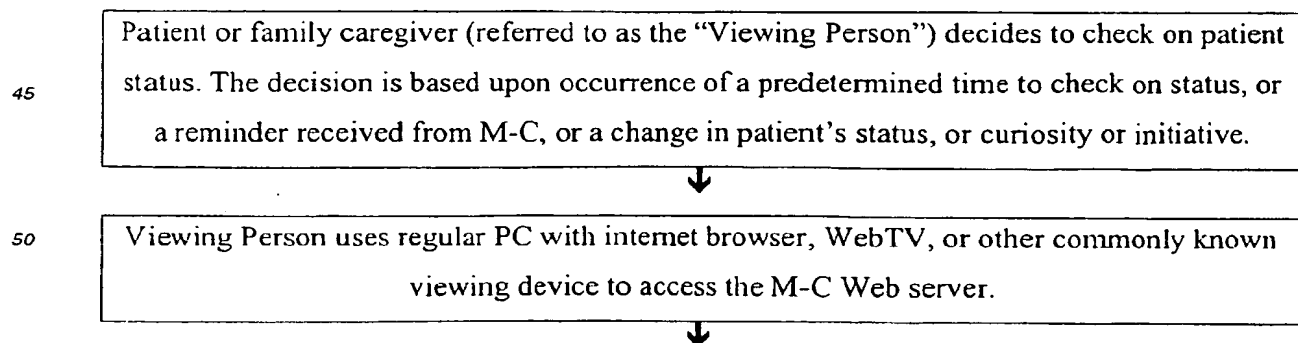 Patient or family caregiver (referred to as the “Viewing Person”) decides to check on patient
45 status. The decision is based upon occurrence of a predetermined time to check on status, or
a reminder received from M-C, or a change in patient’s status, or curiosity or initiative.
50 Viewing Person uses regular PC with internet browser, WebTV, or other commonly known
viewing device to access the M-C Web server.